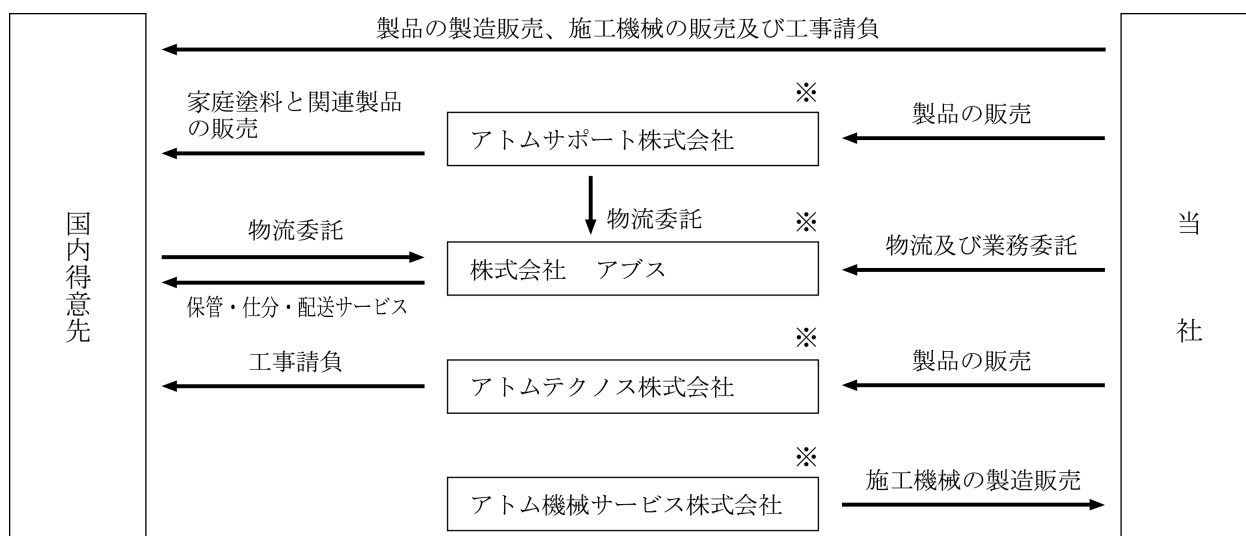 製品の製造販売、施工機械の販売及び工事請負
家庭塗料と関連製品
の販売
※
アトムサポート株式会社
製品の販売
国内得意先
物流委託
物流委託
※
株式会社　アブス
物流及び業務委託
当社
保管・仕分・配送サービス
工事請負
※
アトムテクノス株式会社
製品の販売
※
アトム機械サービス株式会社
施工機械の製造販売